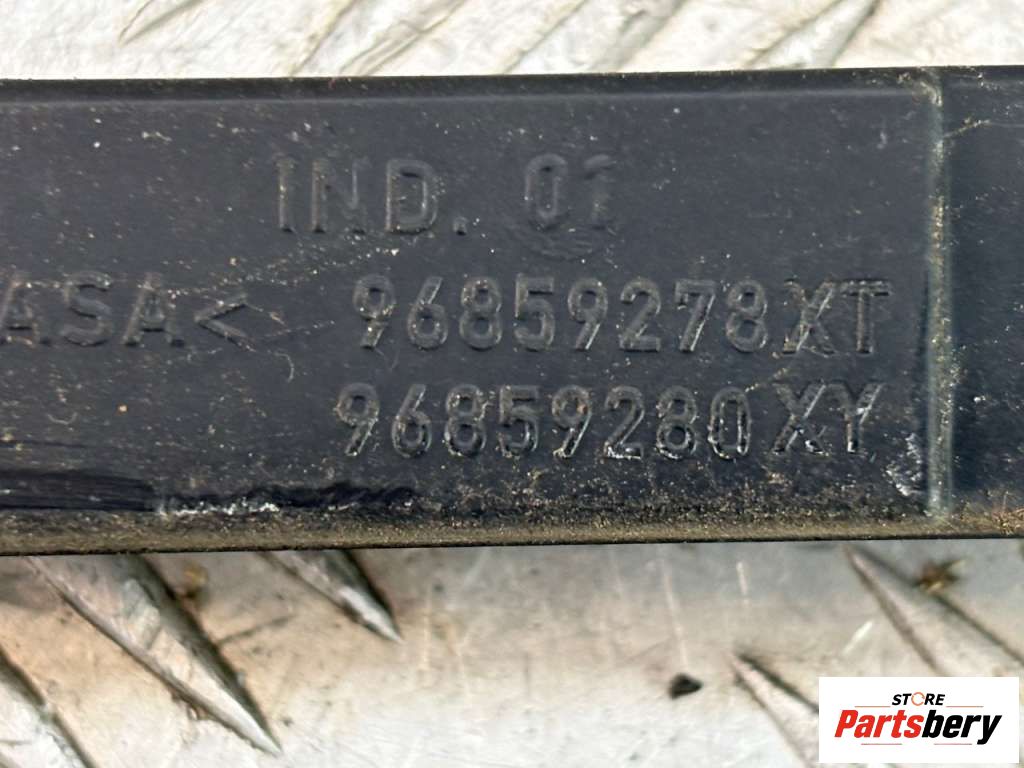 IND. 01
ASA< 96859278XT
96859280XY
STORE
Partsbery